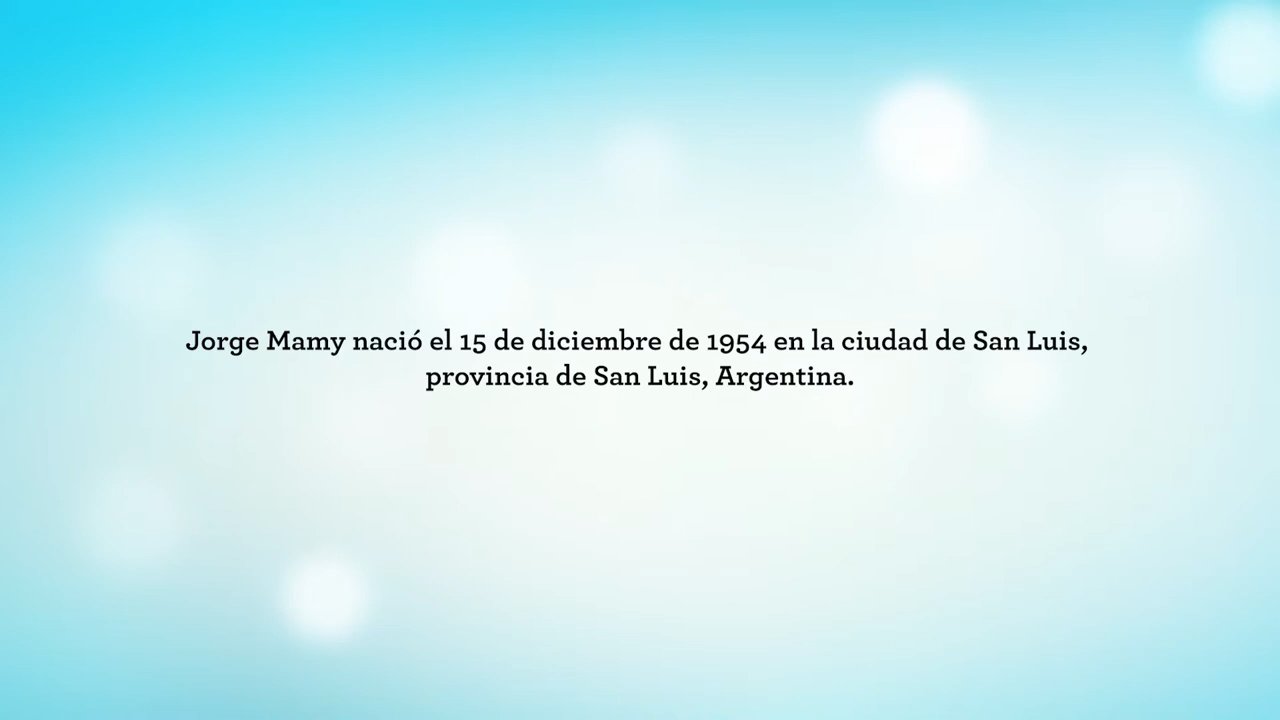 Jorge Mamy nació el 15 de diciembre de 1954 en la ciudad de San Luis,
provincia de San Luis, Argentina.